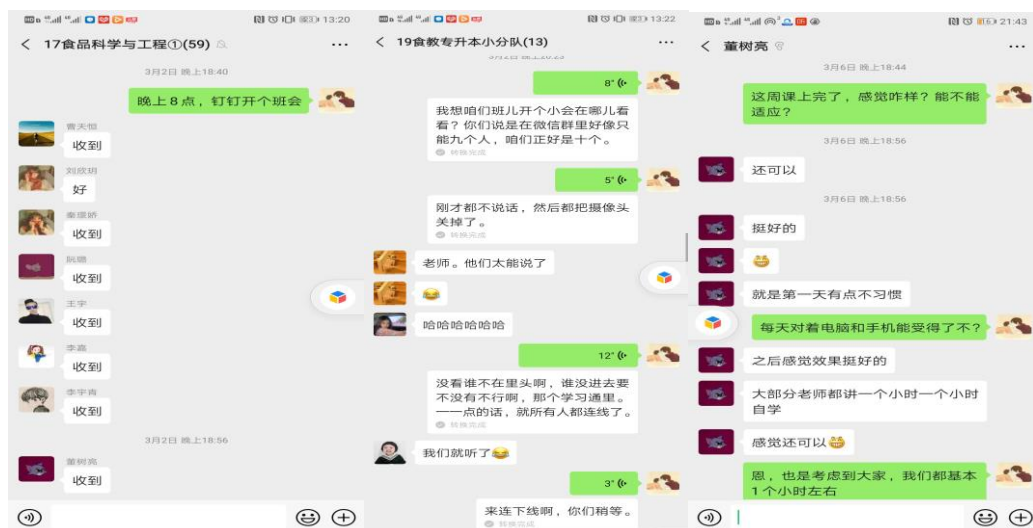 13:20
17食品科学与工程①(59)
3月2日 晚上18:40
晚上8点，钉钉开个班会
曹天恒
收到
刘欣玥
好
秦璟娇
收到
阮璐
收到
王宇
收到
李嘉
收到
李宇肖
收到
3月2日 晚上18:56
董树亮
收到
13:22
19食教专升本小分队(13)
8"
我想咱们班儿开个小会在哪儿看
看？你们说是在微信群里好像只
能九个人，咱们正好是十个。
转换完成
5"
刚才都不说话，然后都把摄像头
关掉了。
转换完成
老师。他们太能说了
哈哈哈哈哈哈
12"
没看谁不在里头啊，谁没进去要
不没有不行啊，那个学习通里。
一一点的话，就所有人都连线了。
转换完成
我们就听了
3"
来连下线啊，你们稍等。
转换完成
21:43
董树亮
3月6日 晚上18:44
这周课上完了，感觉咋样？能不能
适应？
3月6日 晚上18:56
还可以
3月6日 晚上18:56
挺好的
就是第一天有点不习惯
每天对着电脑和手机能受得了不？
之后感觉效果挺好的
大部分老师都讲一个小时一个小时
自学
感觉还可以
恩，也是考虑到大家，我们都基本
1个小时左右